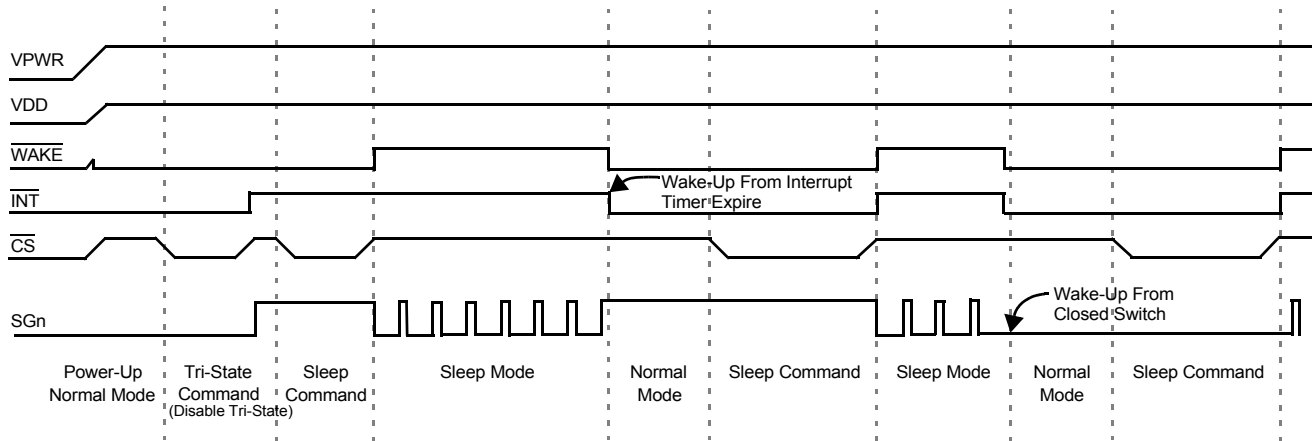 VPWR
VDD
WAKE
Wake-Up From Interrupt
Timer Expire
INT
CS
Wake-Up From
Closed Switch
SGn
Power-Up
Normal Mode
Tri-State
Command
(Disable Tri-State)
Sleep
Command
Sleep Mode
Normal
Mode
Sleep Command
Sleep Mode
Normal
Mode
Sleep Command